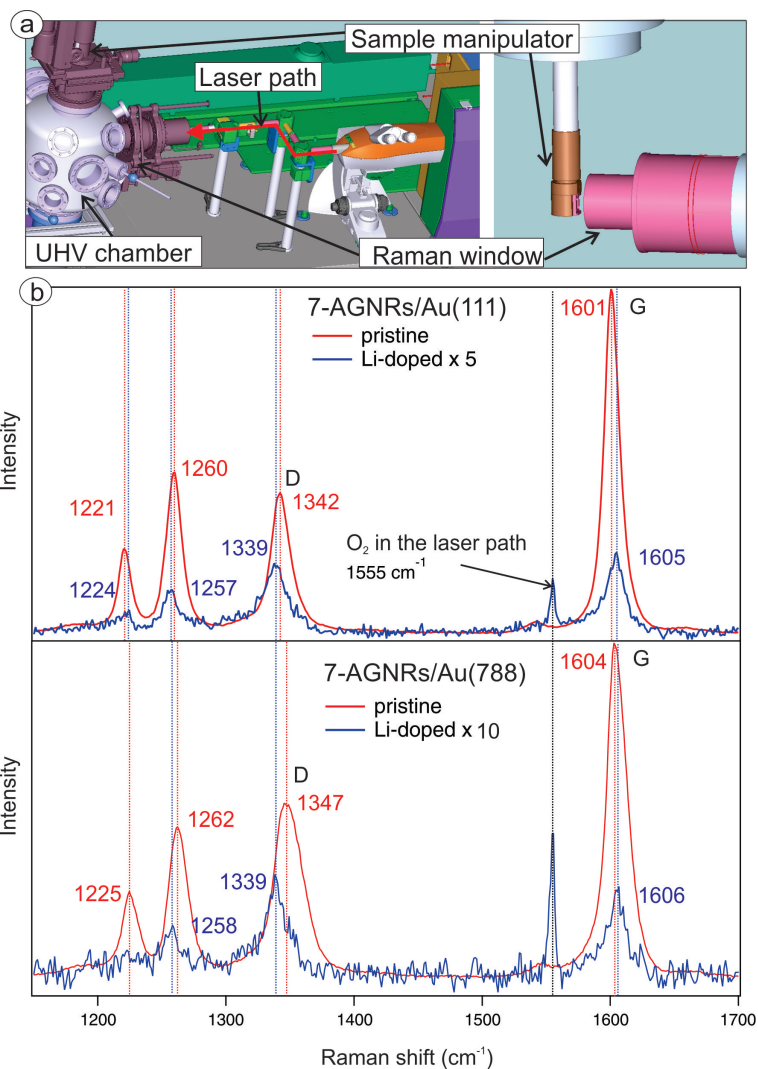 a
Sample manipulator
Laser path
UHV chamber
Raman window
b
7-AGNRs/Au(111)
pristine
Li-doped x 5
1601
G
1260
1221
D
1342
1339
1224
1257
O₂ in the laser path
1555 cm⁻¹
1605
Intensity
7-AGNRs/Au(788)
pristine
Li-doped x 10
1604
G
D
1347
1262
1225
1339
1258
1606
Intensity
1200
1300
1400
1500
1600
1700
Raman shift (cm⁻¹)